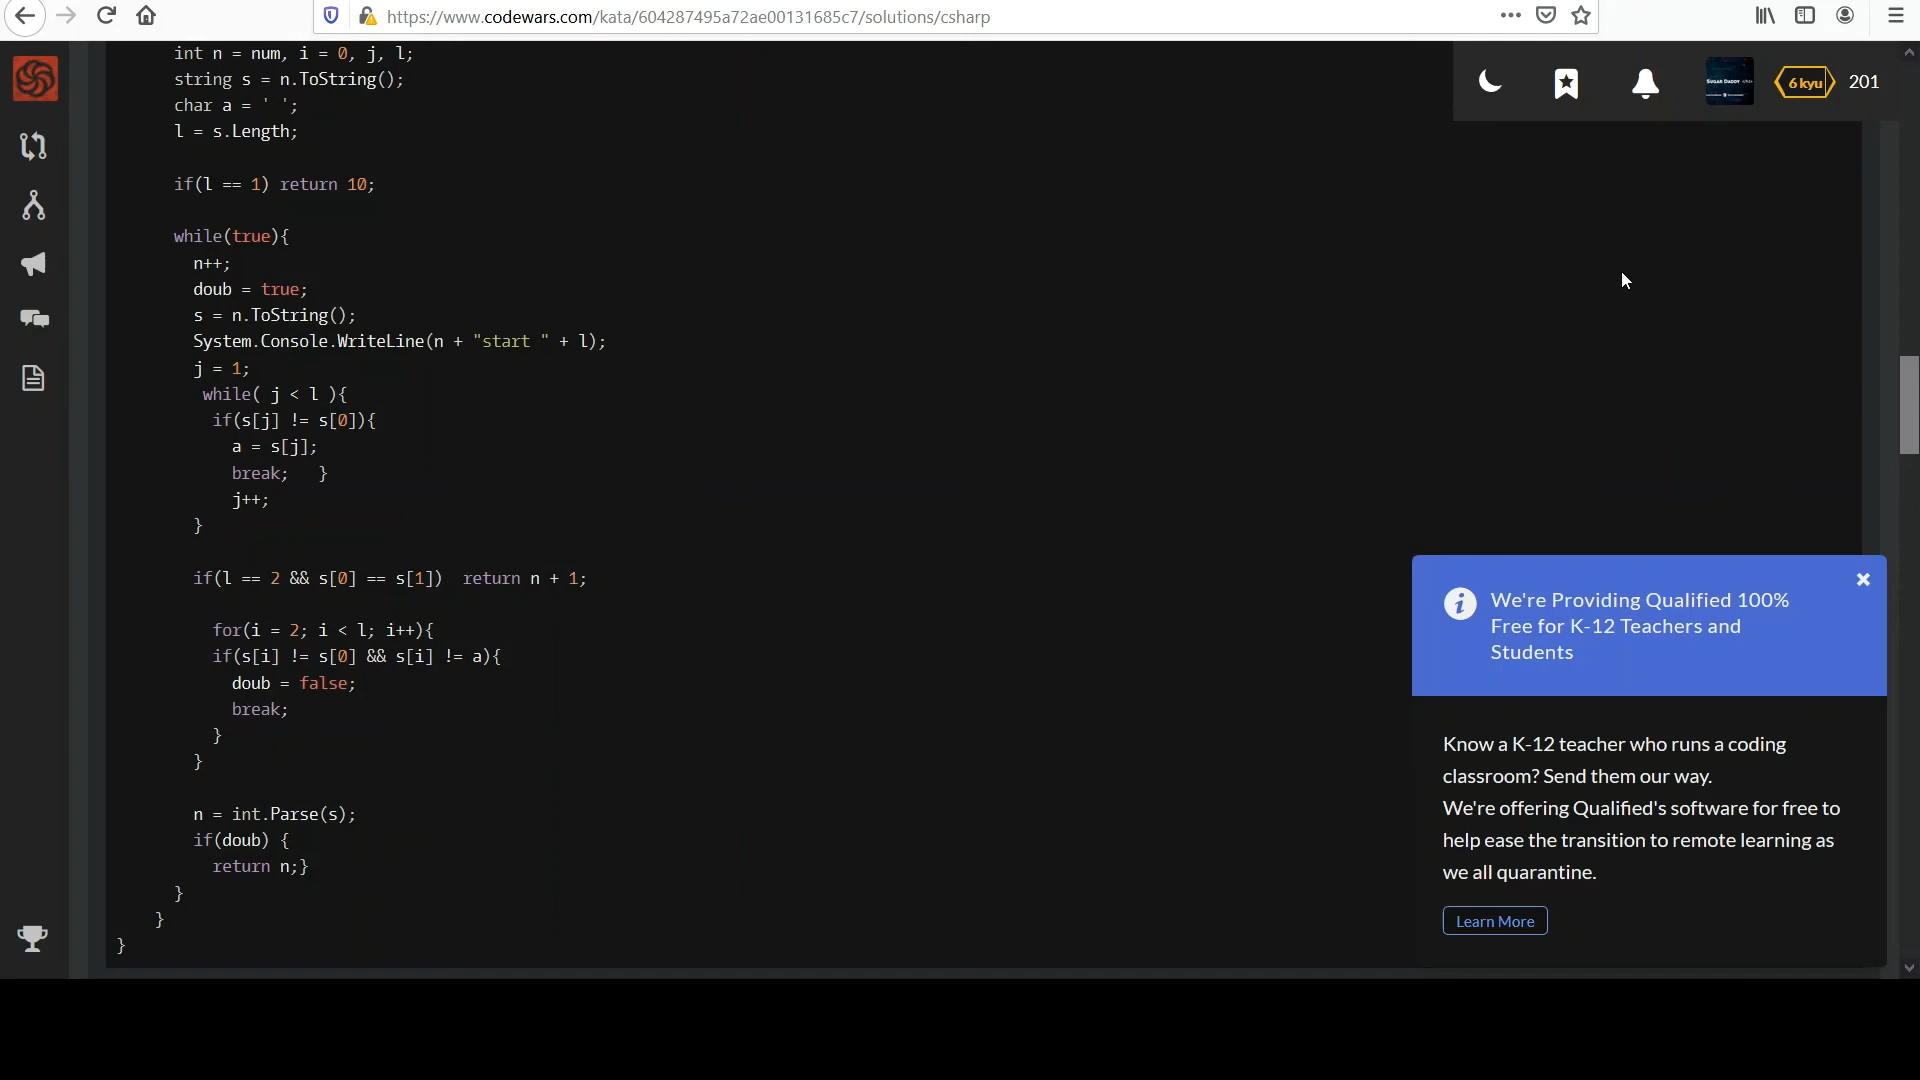 https://www.codewars.com/kata/604287495a72ae00131685c7/solutions/csharp
int n = num, i = 0, j, l;
string s = n.ToString();
char a = ' ';
l = s.Length;
if(l == 1) return 10;
while(true){
n++;
doub = true;
s = n.ToString();
System.Console.WriteLine(n + "start " + l);
j = 1;
while( j < l ){
if(s[j] != s[0]){
a = s[j];
break;   }
j++;
}
if(l == 2 && s[0] == s[1])  return n + 1;
for(i = 2; i < l; i++){
if(s[i] != s[0] && s[i] != a){
doub = false;
break;
}
}
n = int.Parse(s);
if(doub) {
return n;}
}
}
}
SUGAR DADDY
6 kyu
201
We're Providing Qualified 100%
Free for K-12 Teachers and
Students
Know a K-12 teacher who runs a coding
classroom? Send them our way.
We're offering Qualified's software for free to
help ease the transition to remote learning as
we all quarantine.
Learn More